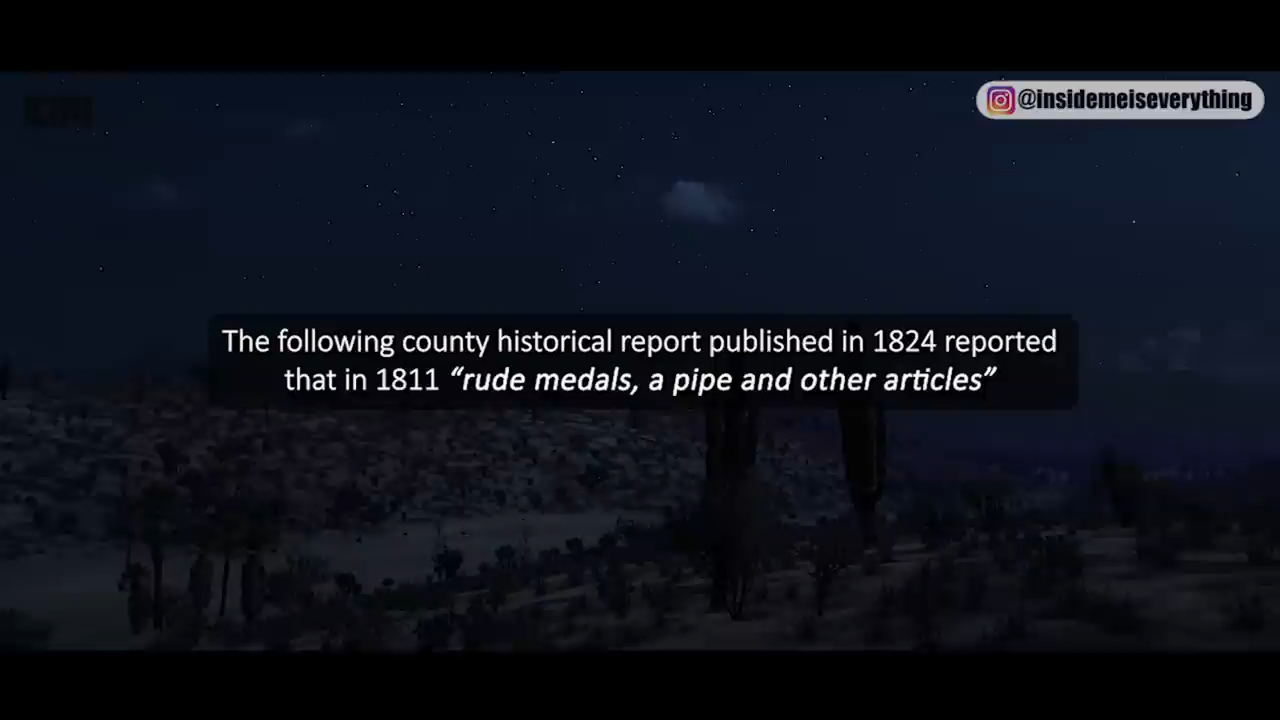 @insidemeiseverything
The following county historical report published in 1824 reported
that in 1811 “rude medals, a pipe and other articles”